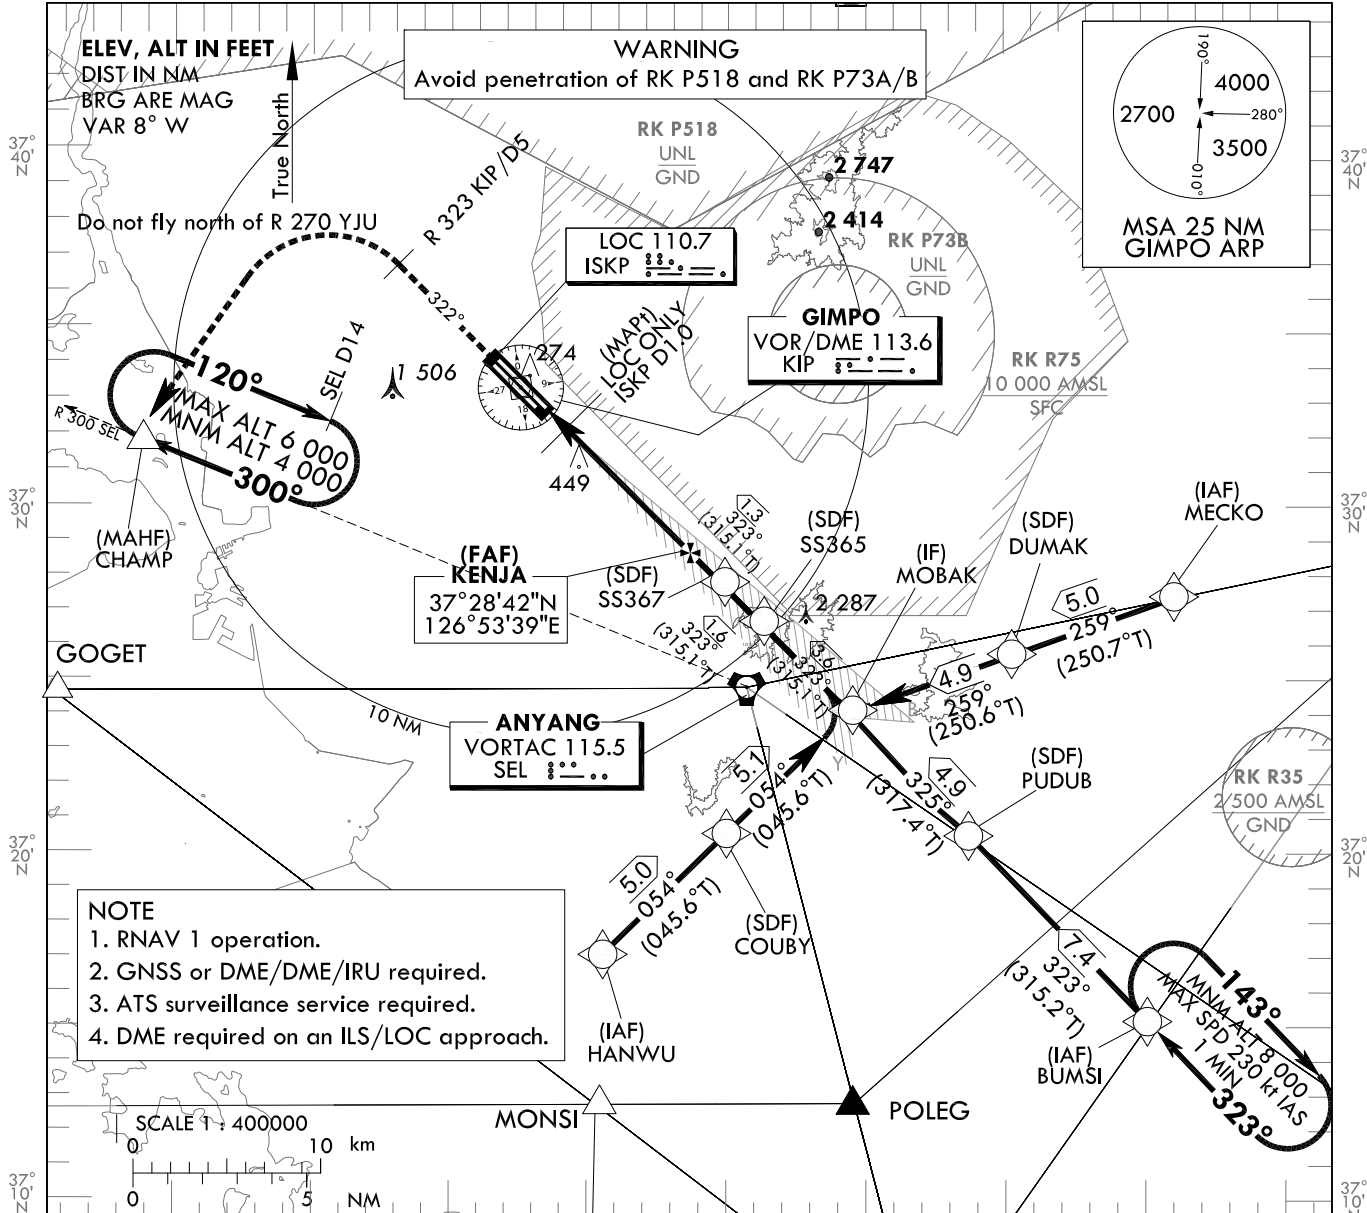 ELEV, ALT IN FEET
DIST IN NM
BRG ARE MAG
VAR 8° W
True North
WARNING
Avoid penetration of RK P518 and RK P73A/B
190°
4000
2700
280°
3500
010°
MSA 25 NM
GIMPO ARP
37°
40'
N
37°
40'
N
RK P518
UNL
GND
2 747
2 414
RK P73B
UNL
GND
Do not fly north of R 270 YJU
R 323 KIP/D5
LOC 110.7
ISKP
322°
(MAPt)
LOC ONLY
ISKP D1.0
GIMPO
VOR/DME 113.6
KIP
RK R75
10 000 AMSL
SFC
274
27
9
18
1 506
SEL D14
120°
MAX ALT 6 000
MNM ALT 4 000
300°
R 300 SEL
(MAHF)
CHAMP
449
37°
30'
N
37°
30'
N
(FAF)
KENJA
37°28'42"N
126°53'39"E
(SDF)
SS367
1.3
323°
(315.1°T)
(SDF)
SS365
(IF)
MOBAK
(SDF)
DUMAK
(IAF)
MECKO
2 287
1.6
323°
(315.1°T)
3.6
323°
(315.1°T)
5.0
259°
(250.7°T)
4.9
259°
(250.6°T)
GOGET
10 NM
ANYANG
VORTAC 115.5
SEL
Y
5.1
054°
(045.6°T)
4.9
325°
(317.4°T)
(SDF)
PUDUB
RK R35
2 500 AMSL
GND
37°
20'
N
37°
20'
N
5.0
054°
(045.6°T)
(SDF)
COUBY
NOTE
1. RNAV 1 operation.
2. GNSS or DME/DME/IRU required.
3. ATS surveillance service required.
4. DME required on an ILS/LOC approach.
(IAF)
HANWU
7.4
323°
(315.2°T)
(IAF)
BUMSI
143°
MNM ALT 8 000
MAX SPD 230 kt IAS
1 MIN
323°
MONSI
POLEG
SCALE 1 : 400000
0 10 km
0 5 NM
37°
10'
N
37°
10'
N